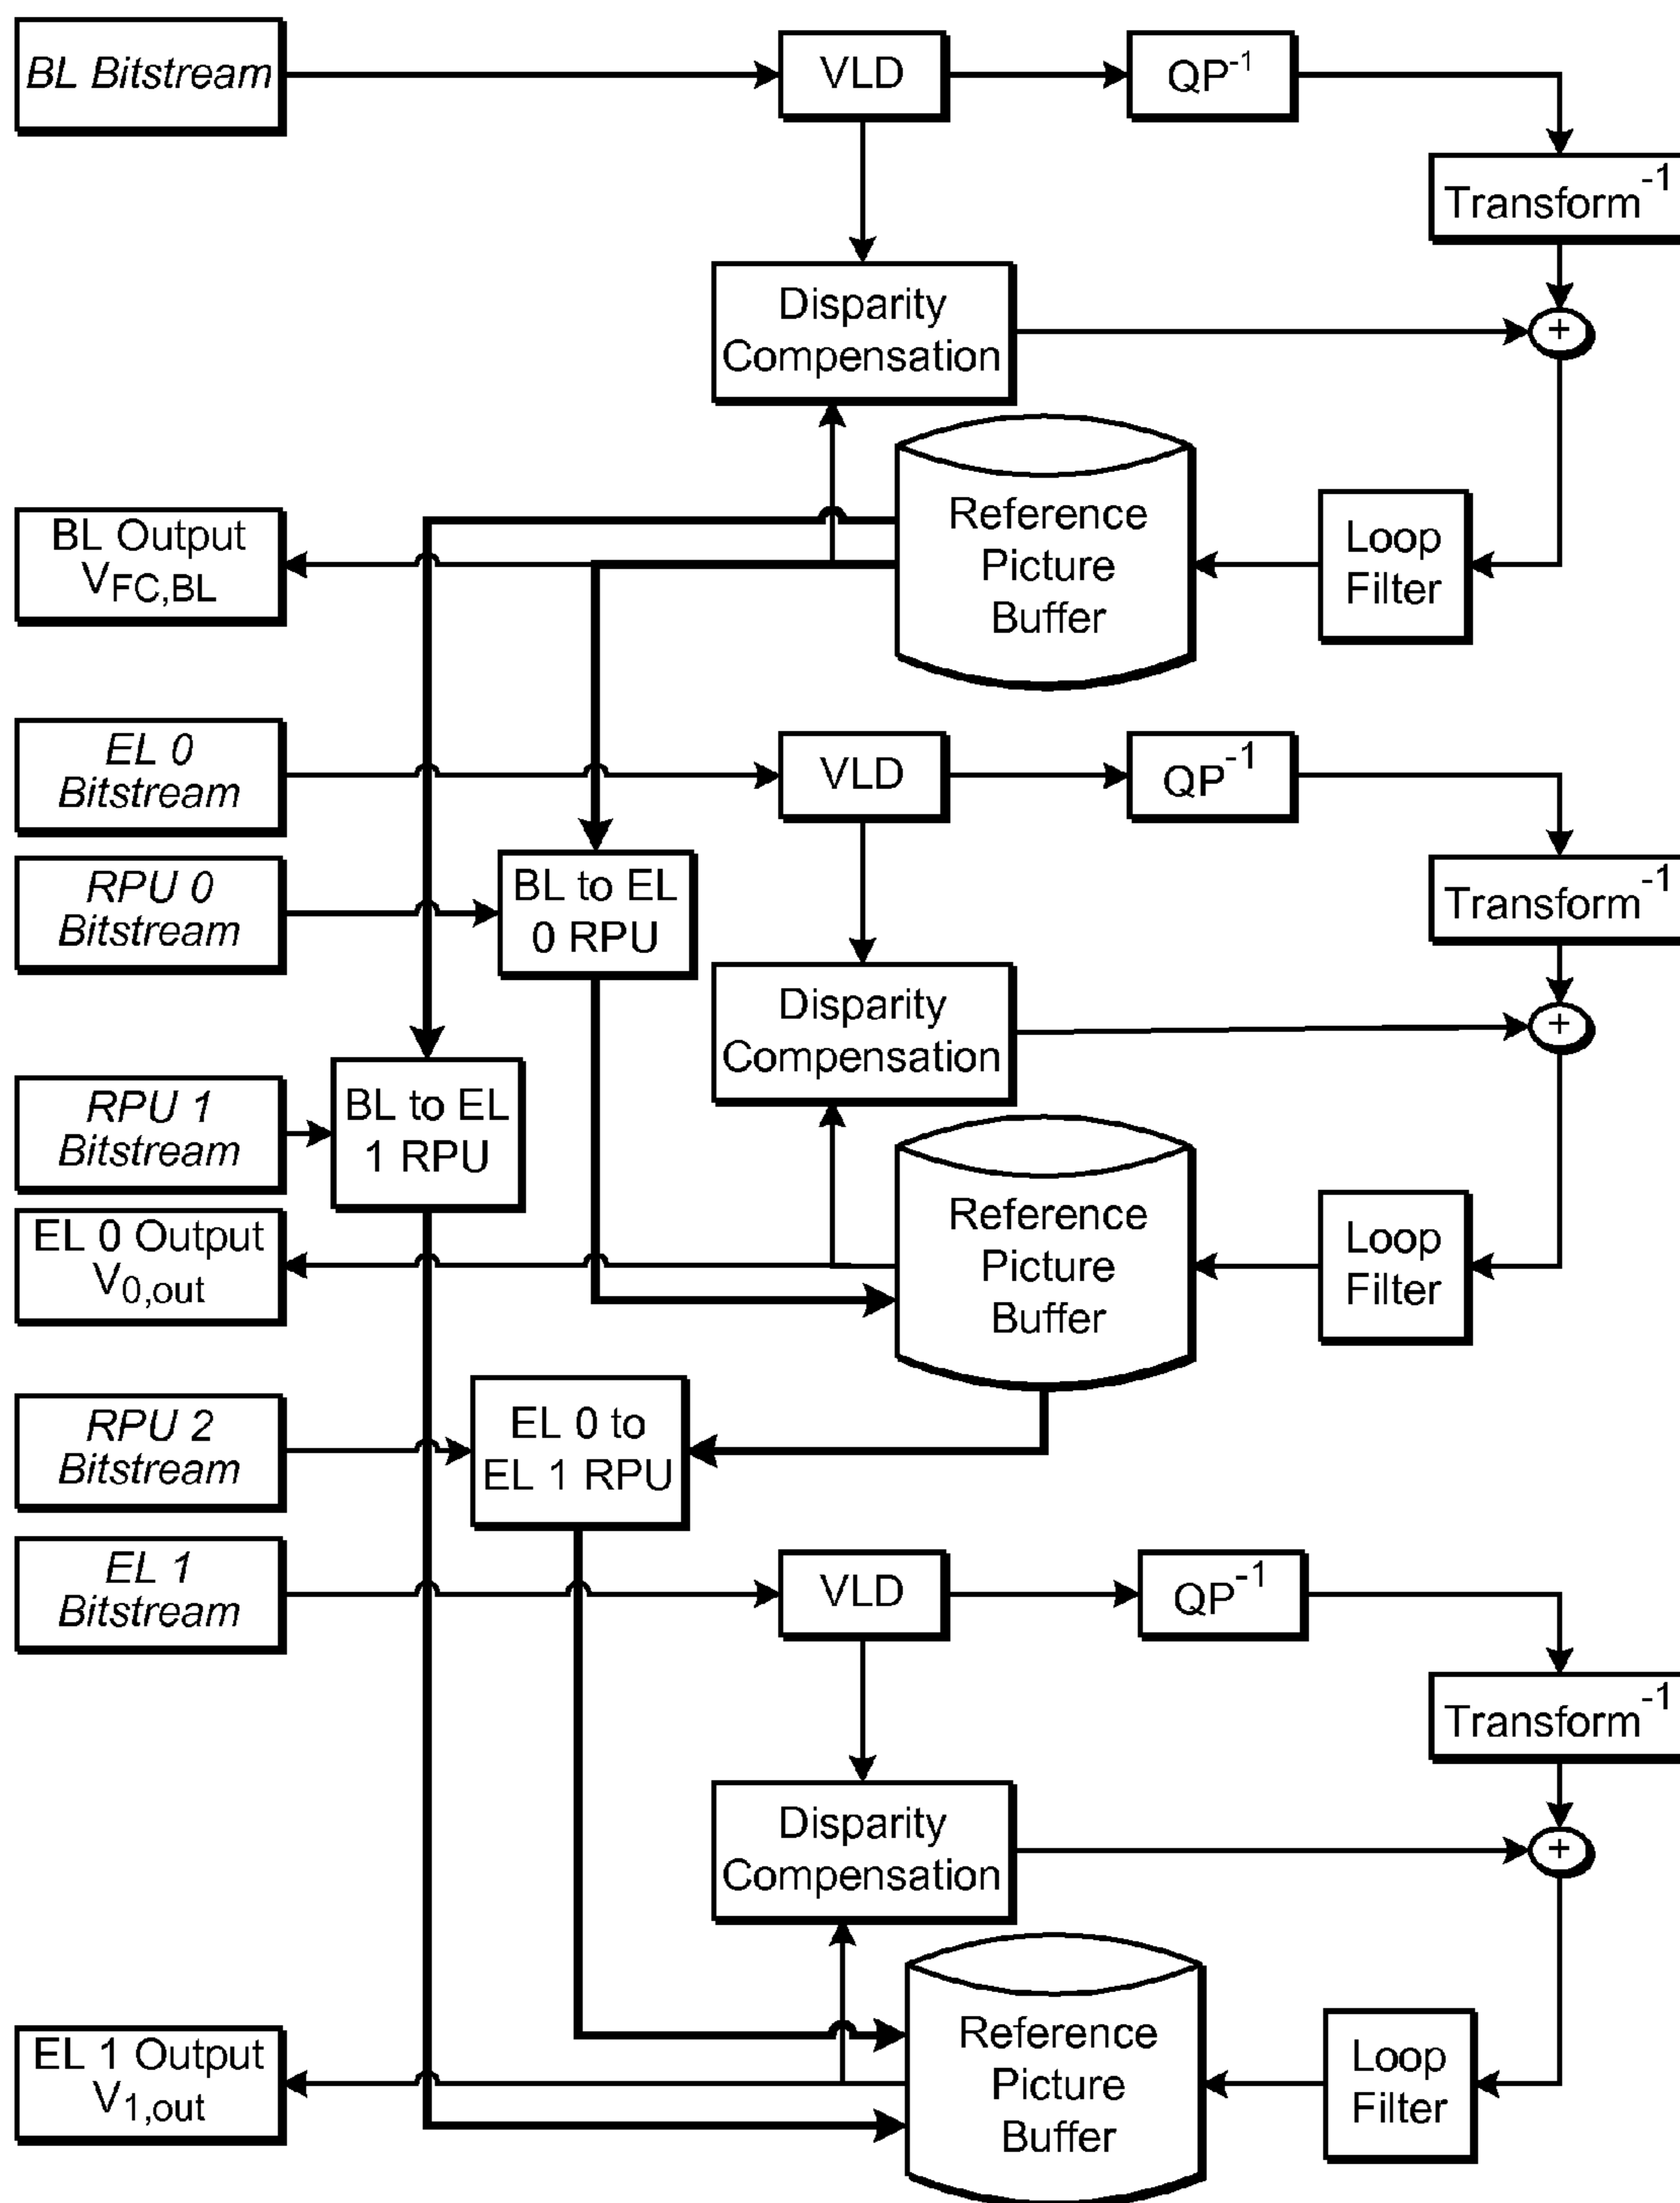 BL Bitstream
VLD
QP⁻¹
Transform⁻¹
Disparity
Compensation
+
Reference
Picture
Buffer
Loop
Filter
BL Output
V_FC,BL
EL 0
Bitstream
VLD
QP⁻¹
RPU 0
Bitstream
BL to EL
0 RPU
Transform⁻¹
Disparity
Compensation
+
RPU 1
Bitstream
BL to EL
1 RPU
EL 0 Output
V_0,out
Reference
Picture
Buffer
Loop
Filter
RPU 2
Bitstream
EL 0 to
EL 1 RPU
EL 1
Bitstream
VLD
QP⁻¹
Transform⁻¹
Disparity
Compensation
+
EL 1 Output
V_1,out
Reference
Picture
Buffer
Loop
Filter